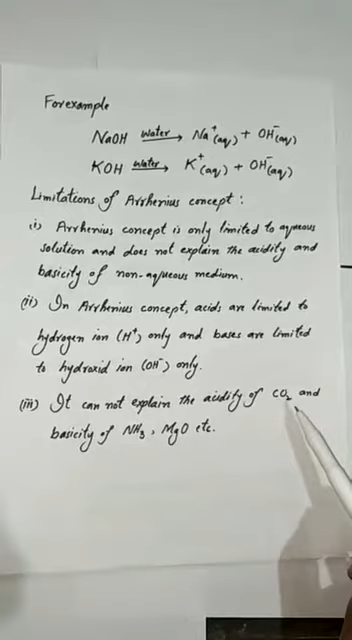 For example
NaOH water → Na⁺(aq) + OH⁻(aq)
KOH water → K⁺(aq) + OH⁻(aq)
Limitations of Arrhenius concept :
(i) Arrhenius concept is only limited to aqueous
solution and does not explain the acidity and
basicity of non-aqueous medium.
(ii) In Arrhenius concept, acids are limited to
hydrogen ion (H⁺) only and bases are limited
to hydroxid ion (OH⁻) only.
(iii) It can not explain the acidity of CO₂ and
basicity of NH₃, MgO etc.